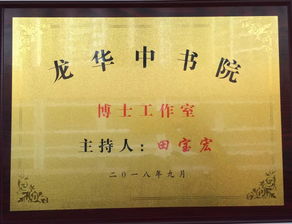 龙华中书院
博士工作室
主持人：田宝宏
二〇一八年九月